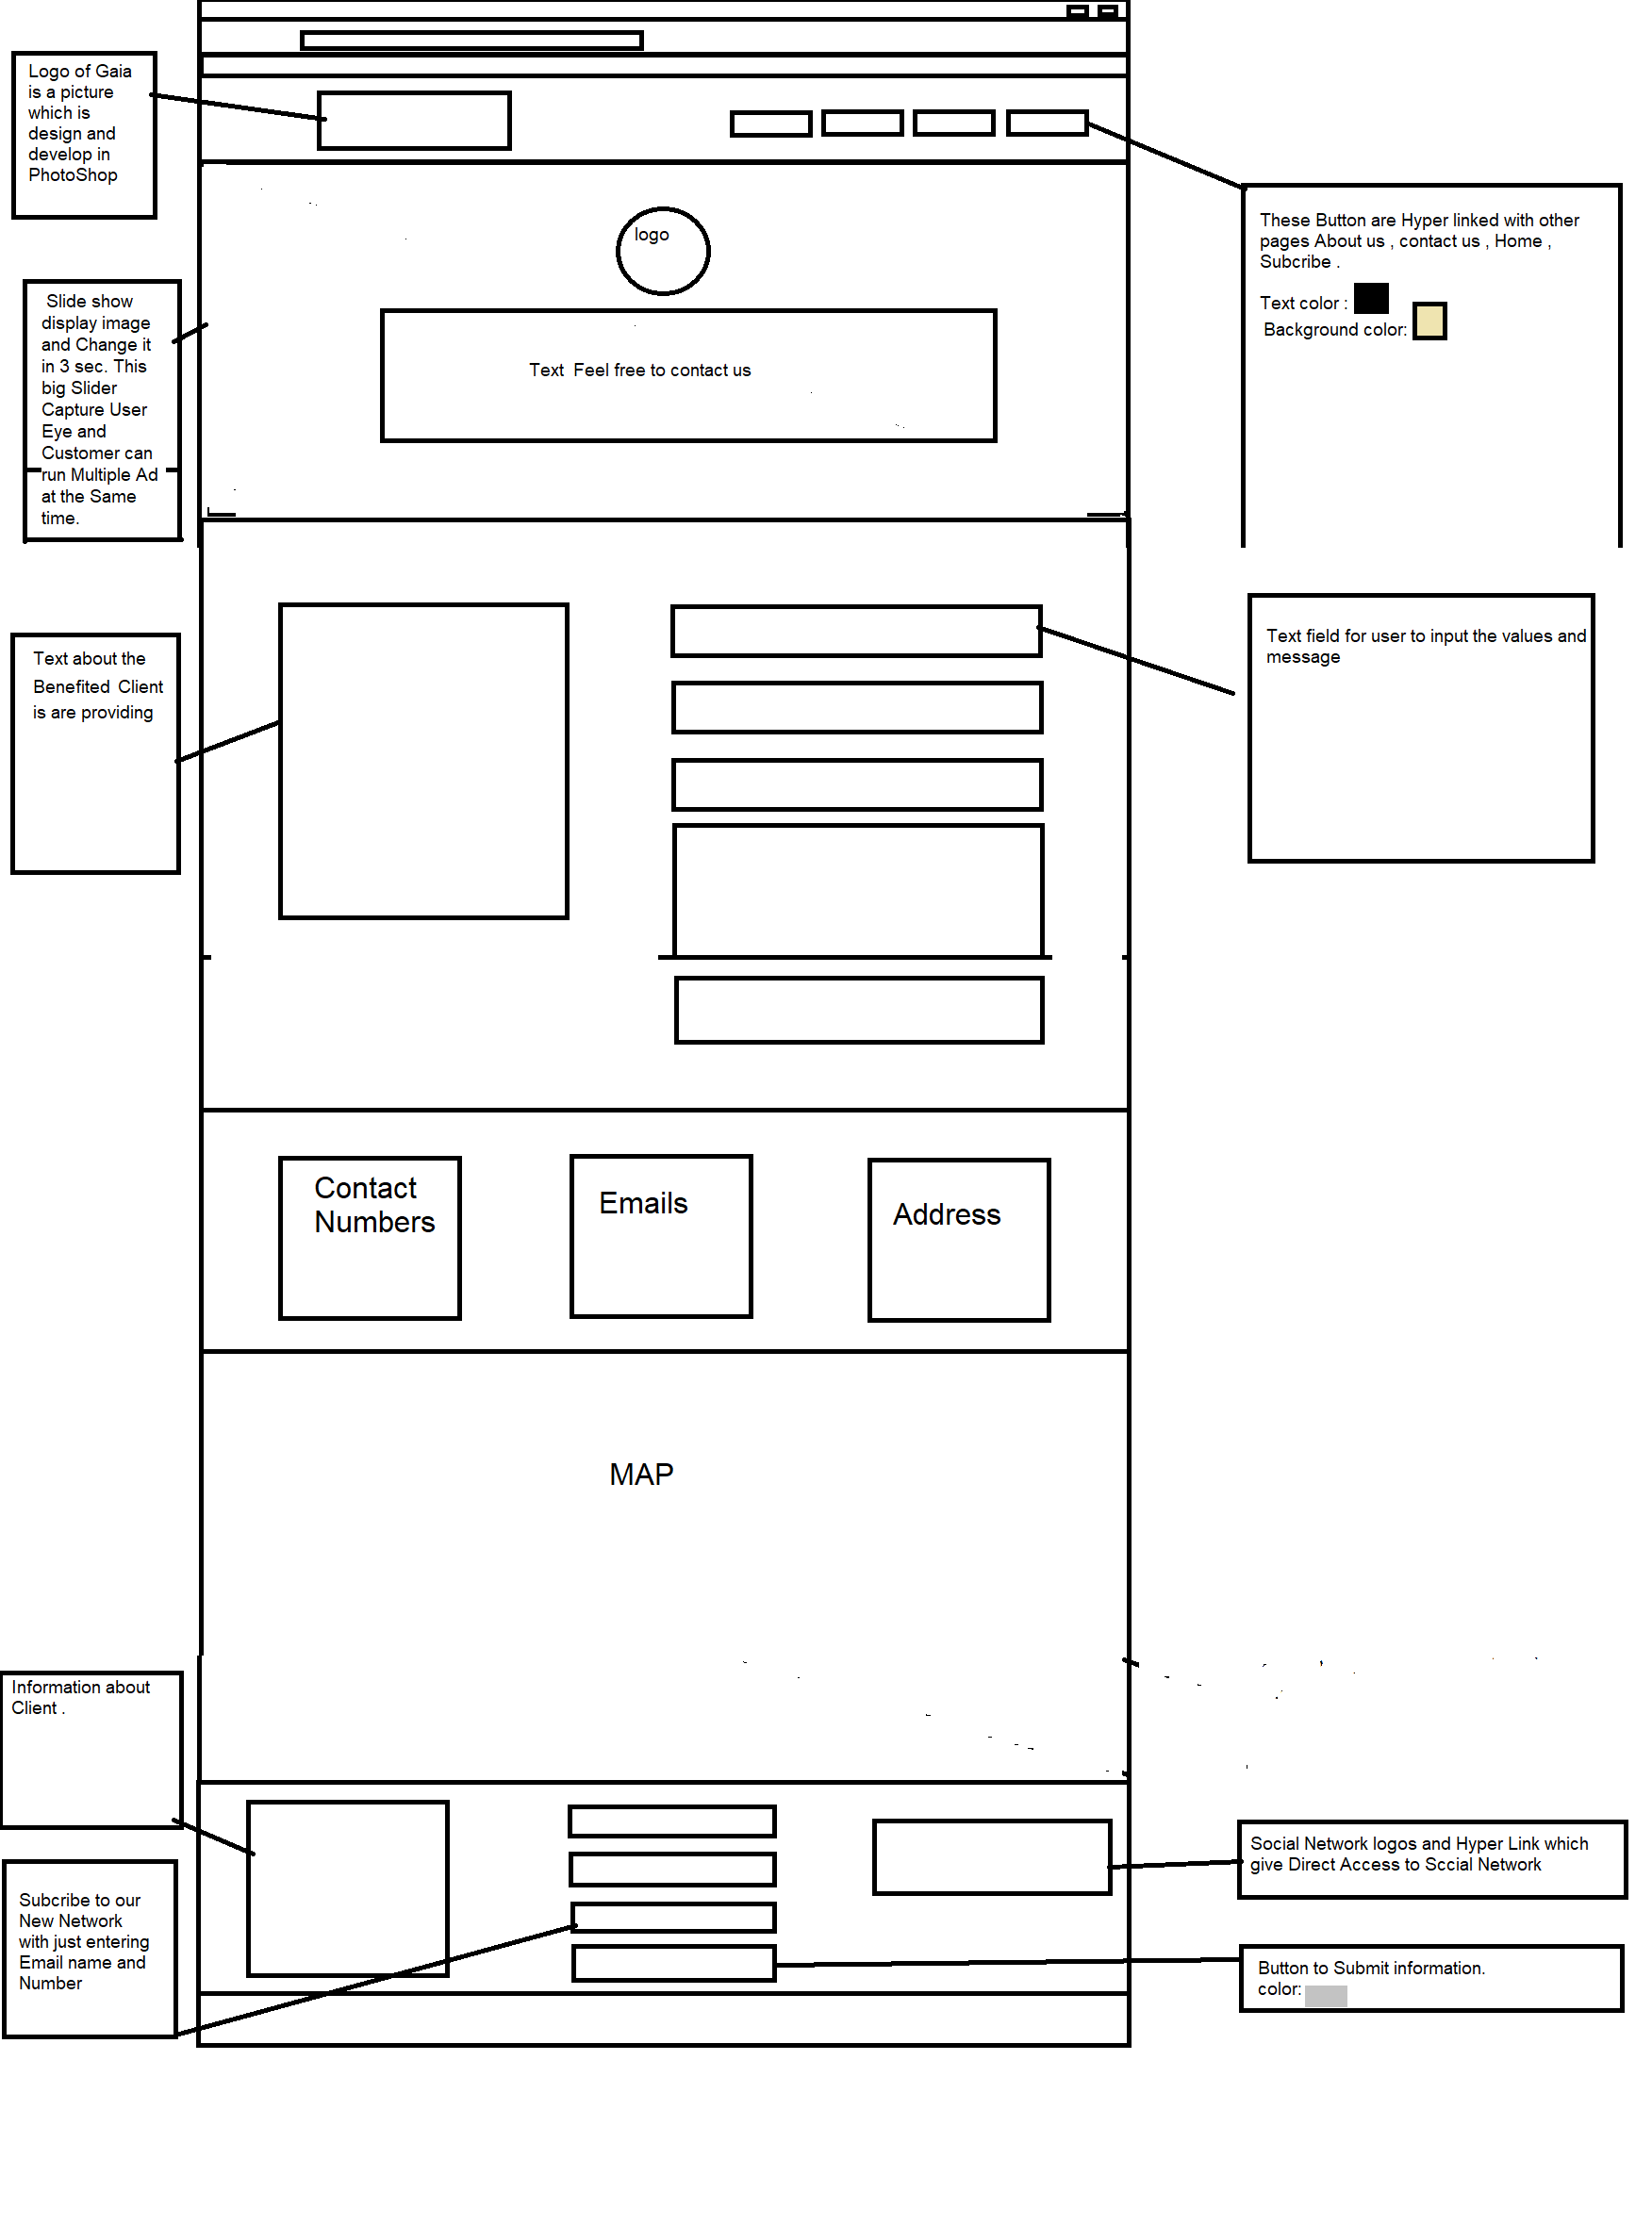 Logo of Gaia
is a picture
which is
design and
develop in
PhotoShop
These Button are Hyper linked with other
pages About us , contact us , Home ,
Subcribe .
Text color :
Background color:
logo
Slide show
display image
and Change it
in 3 sec. This
big Slider
Capture User
Eye and
Customer can
run Multiple Ad
at the Same
time.
Text  Feel free to contact us
Text about the
Benefited Client
is are providing
Text field for user to input the values and
message
Contact
Numbers
Emails
Address
MAP
Information about
Client .
Subcribe to our
New Network
with just entering
Email name and
Number
Social Network logos and Hyper Link which
give Direct Access to Sccial Network
Button to Submit information.
color: